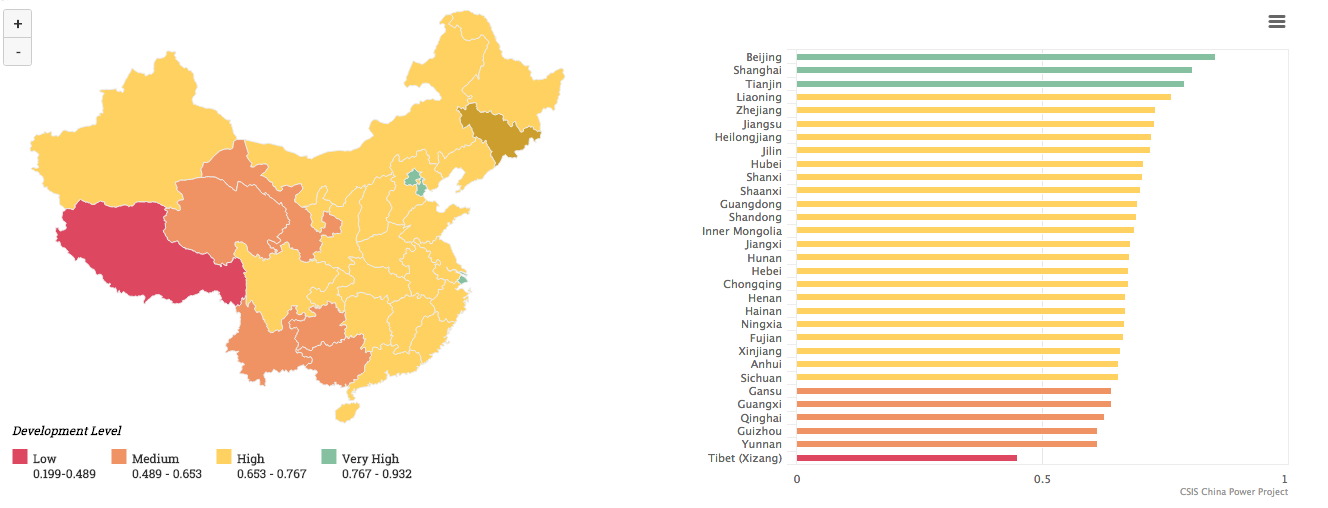 +
-
Development Level
Low
0.199-0.489
Medium
0.489 - 0.653
High
0.653 - 0.767
Very High
0.767 - 0.932
Beijing
Shanghai
Tianjin
Liaoning
Zhejiang
Jiangsu
Heilongjiang
Jilin
Hubei
Shanxi
Shaanxi
Guangdong
Shandong
Inner Mongolia
Jiangxi
Hunan
Hebei
Chongqing
Henan
Hainan
Ningxia
Fujian
Xinjiang
Anhui
Sichuan
Gansu
Guangxi
Qinghai
Guizhou
Yunnan
Tibet (Xizang)
0 0.5 1
CSIS China Power Project